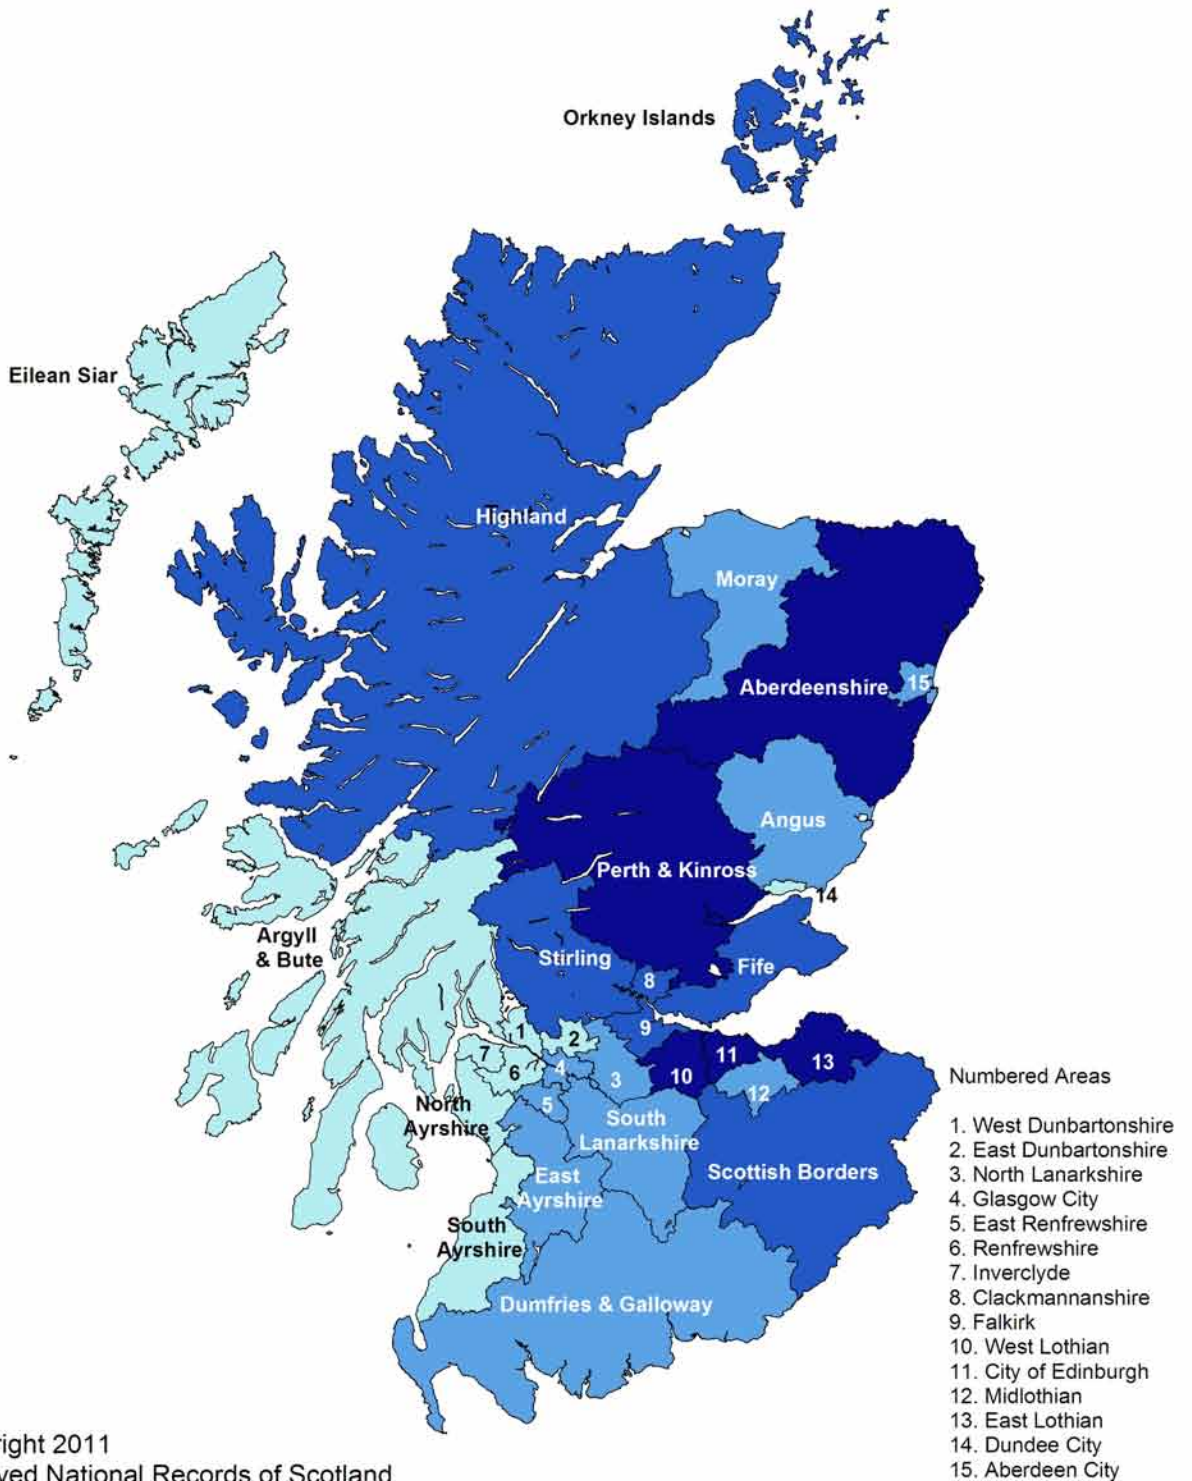 Orkney Islands
Eilean Siar
Highland
Moray
Aberdeenshire
15
Angus
Perth & Kinross
14
Argyll
& Bute
Stirling
Fife
8
9
1
2
7
6
4
3
10
11
13
12
5
North
Ayrshire
South
Lanarkshire
East
Ayrshire
Scottish Borders
South
Ayrshire
Dumfries & Galloway
Numbered Areas
1. West Dunbartonshire
2. East Dunbartonshire
3. North Lanarkshire
4. Glasgow City
5. East Renfrewshire
6. Renfrewshire
7. Inverclyde
8. Clackmannanshire
9. Falkirk
10. West Lothian
11. City of Edinburgh
12. Midlothian
13. East Lothian
14. Dundee City
15. Aberdeen City
right 2011
ved National Records of Scotland